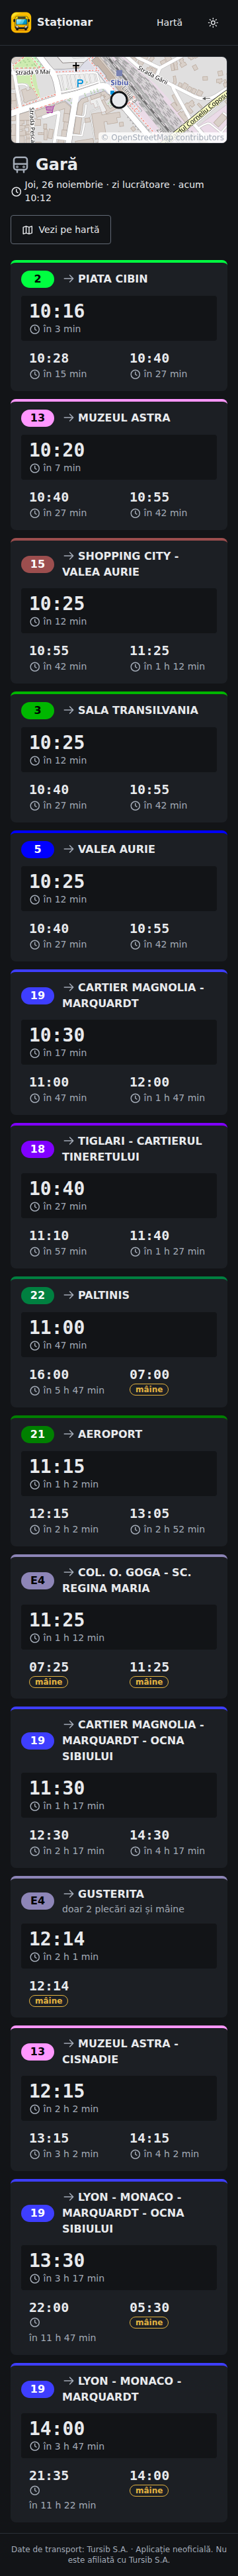 Staționar
Hartă
Strada 9 Mai
Strada Gării
Sibiu
P
© OpenStreetMap contributors
Gară
Joi, 26 noiembrie · zi lucrătoare · acum
10:12
Vezi pe hartă
2 → PIATA CIBIN
10:16
în 3 min
10:28 10:40
în 15 min în 27 min
13 → MUZEUL ASTRA
10:20
în 7 min
10:40 10:55
în 27 min în 42 min
15 → SHOPPING CITY -
VALEA AURIE
10:25
în 12 min
10:55 11:25
în 42 min în 1 h 12 min
3 → SALA TRANSILVANIA
10:25
în 12 min
10:40 10:55
în 27 min în 42 min
5 → VALEA AURIE
10:25
în 12 min
10:40 10:55
în 27 min în 42 min
19 → CARTIER MAGNOLIA -
MARQUARDT
10:30
în 17 min
11:00 12:00
în 47 min în 1 h 47 min
18 → TIGLARI - CARTIERUL
TINERETULUI
10:40
în 27 min
11:10 11:40
în 57 min în 1 h 27 min
22 → PALTINIS
11:00
în 47 min
16:00 07:00
în 5 h 47 min mâine
21 → AEROPORT
11:15
în 1 h 2 min
12:15 13:05
în 2 h 2 min în 2 h 52 min
E4 → COL. O. GOGA - SC.
REGINA MARIA
11:25
în 1 h 12 min
07:25 11:25
mâine mâine
19 → CARTIER MAGNOLIA -
MARQUARDT - OCNA
SIBIULUI
11:30
în 1 h 17 min
12:30 14:30
în 2 h 17 min în 4 h 17 min
E4 → GUSTERITA
doar 2 plecări azi și mâine
12:14
în 2 h 1 min
12:14
mâine
13 → MUZEUL ASTRA -
CISNADIE
12:15
în 2 h 2 min
13:15 14:15
în 3 h 2 min în 4 h 2 min
19 → LYON - MONACO -
MARQUARDT - OCNA
SIBIULUI
13:30
în 3 h 17 min
22:00 05:30
în 11 h 47 min mâine
19 → LYON - MONACO -
MARQUARDT
14:00
în 3 h 47 min
21:35 14:00
în 11 h 22 min mâine
Date de transport: Tursib S.A. · Aplicație neoficială. Nu
este afiliată cu Tursib S.A.